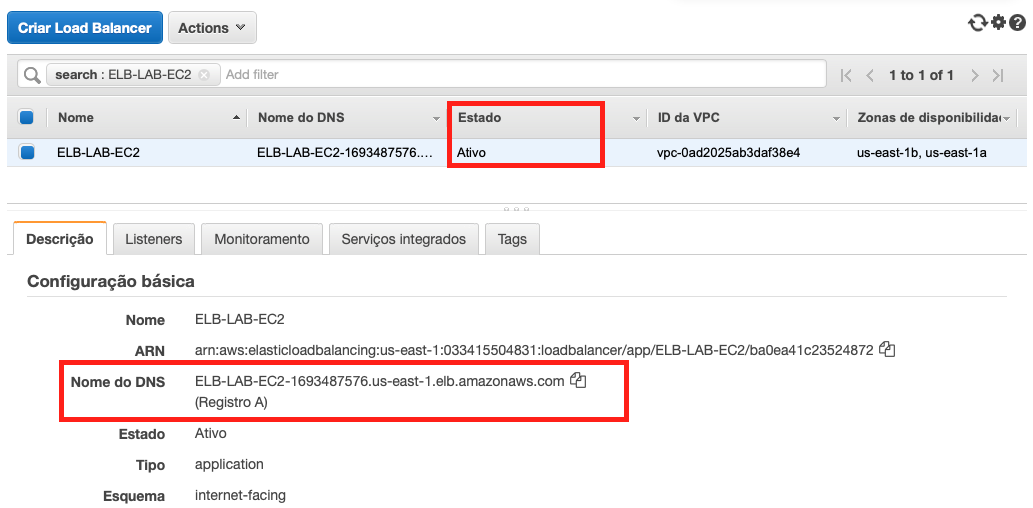 Criar Load Balancer Actions
search : ELB-LAB-EC2 Add filter 1 to 1 of 1
Nome Nome do DNS Estado ID da VPC Zonas de disponibilidad
ELB-LAB-EC2 ELB-LAB-EC2-1693487576.... Ativo vpc-0ad2025ab3daf38e4 us-east-1b, us-east-1a
Descrição Listeners Monitoramento Serviços integrados Tags
Configuração básica
Nome ELB-LAB-EC2
ARN arn:aws:elasticloadbalancing:us-east-1:033415504831:loadbalancer/app/ELB-LAB-EC2/ba0ea41c23524872
Nome do DNS ELB-LAB-EC2-1693487576.us-east-1.elb.amazonaws.com
(Registro A)
Estado Ativo
Tipo application
Esquema internet-facing